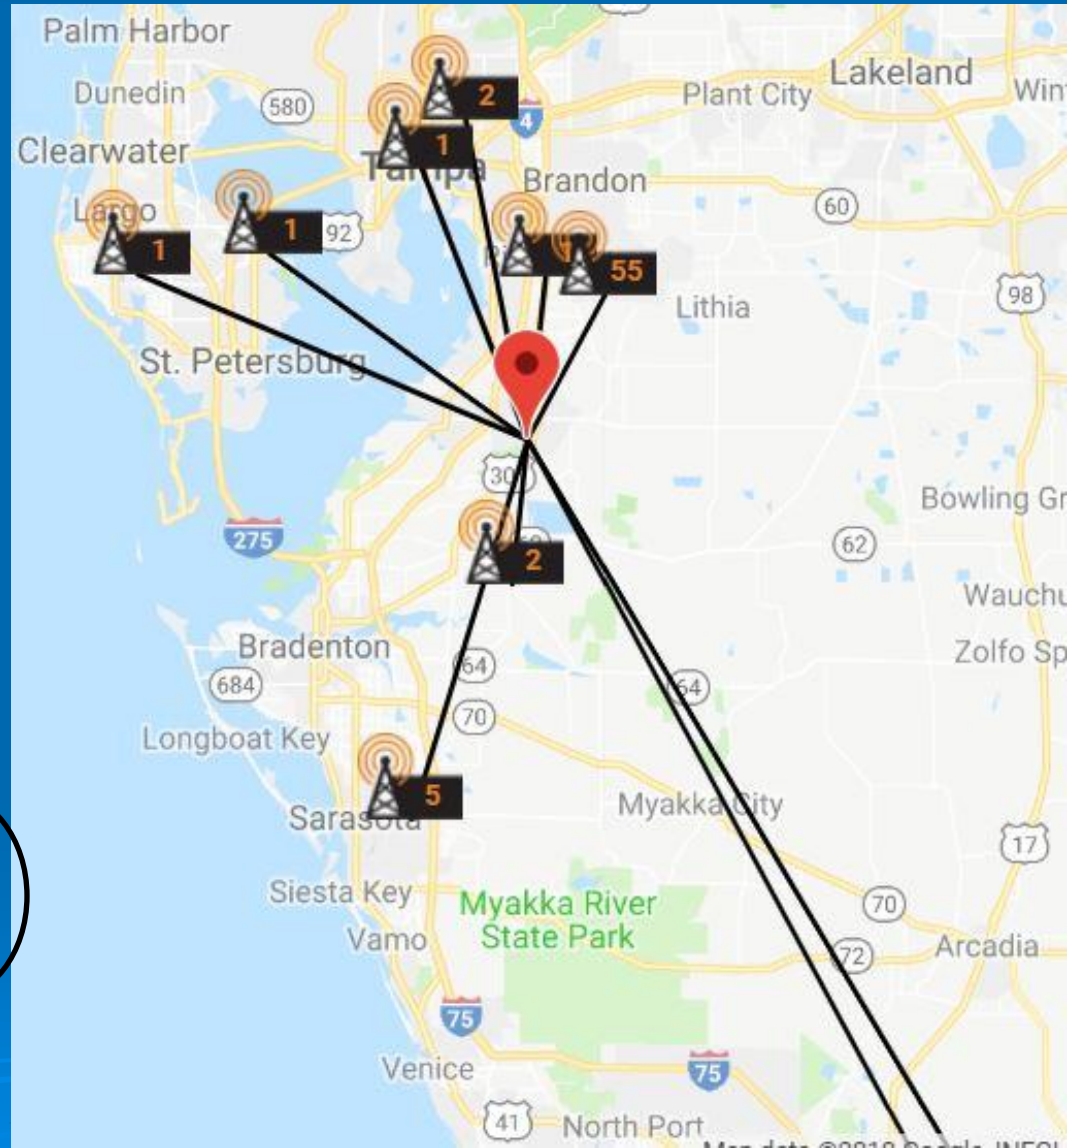 Palm Harbor
Lakeland
Dunedin
580
2
4
Plant City
Clearwater
1
Tampa
Brandon
Largo
60
1
1
92
55
98
Lithia
St. Petersburg
Bowling Gr
275
2
62
Wauchu
Bradenton
64
Zolfo Sp
684
64
70
Longboat Key
5
Myakka City
Sarasota
17
Siesta Key
Myakka River
State Park
70
Vamo
72
Arcadia
75
Venice
75
41
North Port